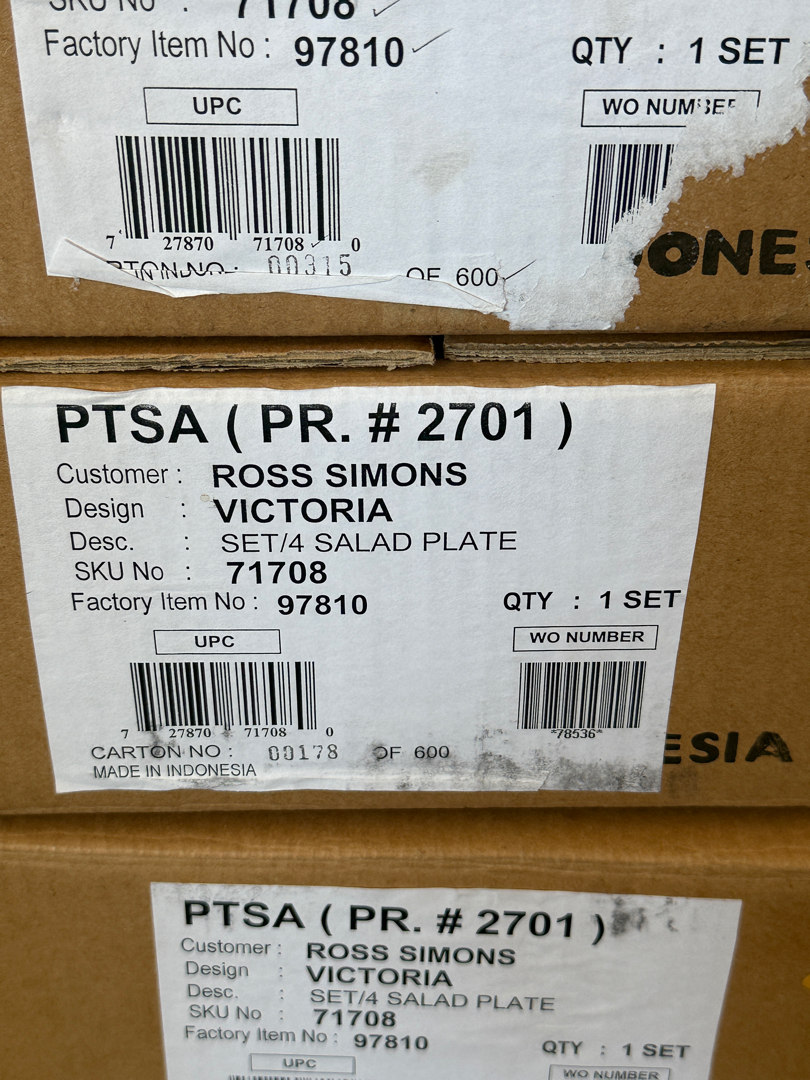 SKU No : 71708
Factory Item No : 97810 QTY : 1 SET
UPC WO NUMBER
7 27870 71708 0
00315 OF 600
PTSA ( PR. # 2701 )
Customer : ROSS SIMONS
Design : VICTORIA
Desc. : SET/4 SALAD PLATE
SKU No : 71708
Factory Item No : 97810 QTY : 1 SET
UPC WO NUMBER
7 27870 71708 0 *78536*
CARTON NO : 00178 OF 600
MADE IN INDONESIA
ESIA
PTSA ( PR. # 2701 )
Customer : ROSS SIMONS
Design : VICTORIA
Desc. : SET/4 SALAD PLATE
SKU No : 71708
Factory Item No : 97810 QTY : 1 SET
UPC WO NUMBER